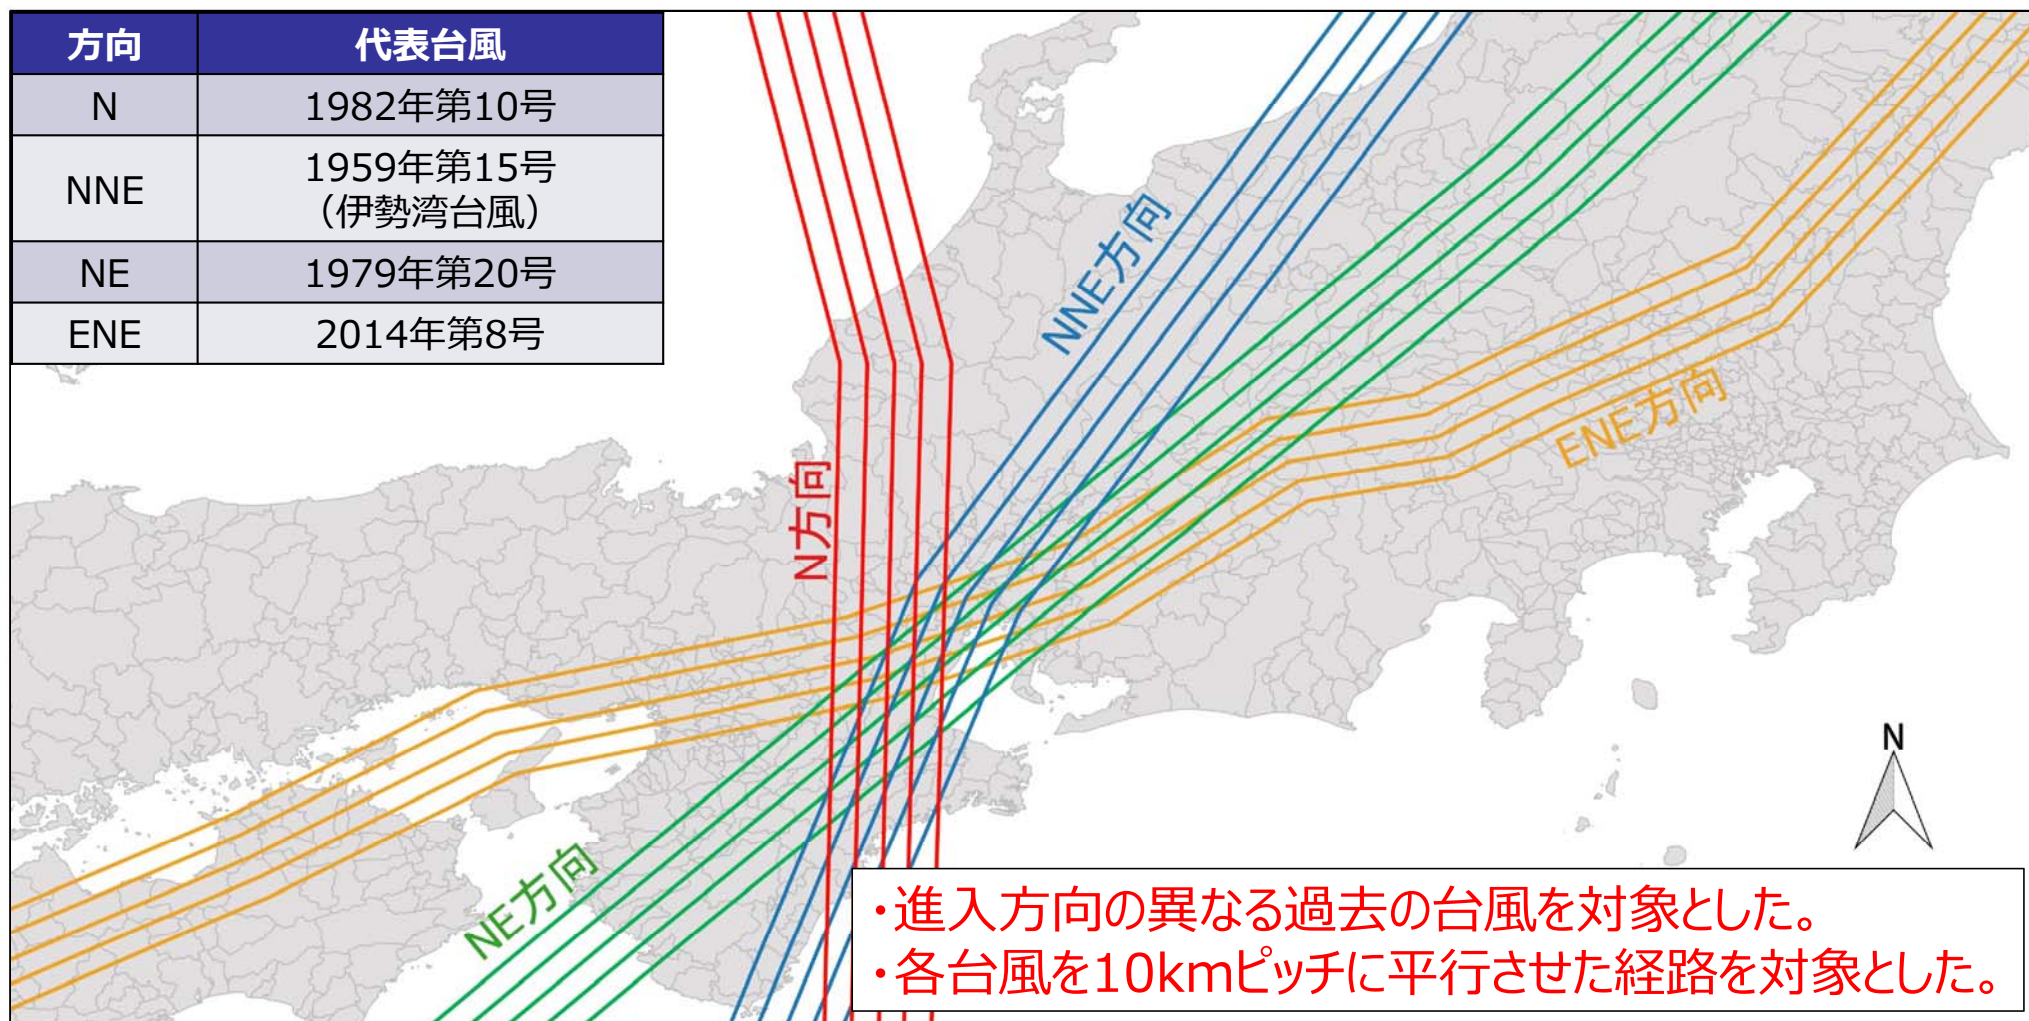 方向 代表台風
N 1982年第10号
NNE 1959年第15号
（伊勢湾台風）
NE 1979年第20号
ENE 2014年第8号
NNE方向
ENE方向
N方向
NE方向
N
・進入方向の異なる過去の台風を対象とした。
・各台風を10kmピッチに平行させた経路を対象とした。